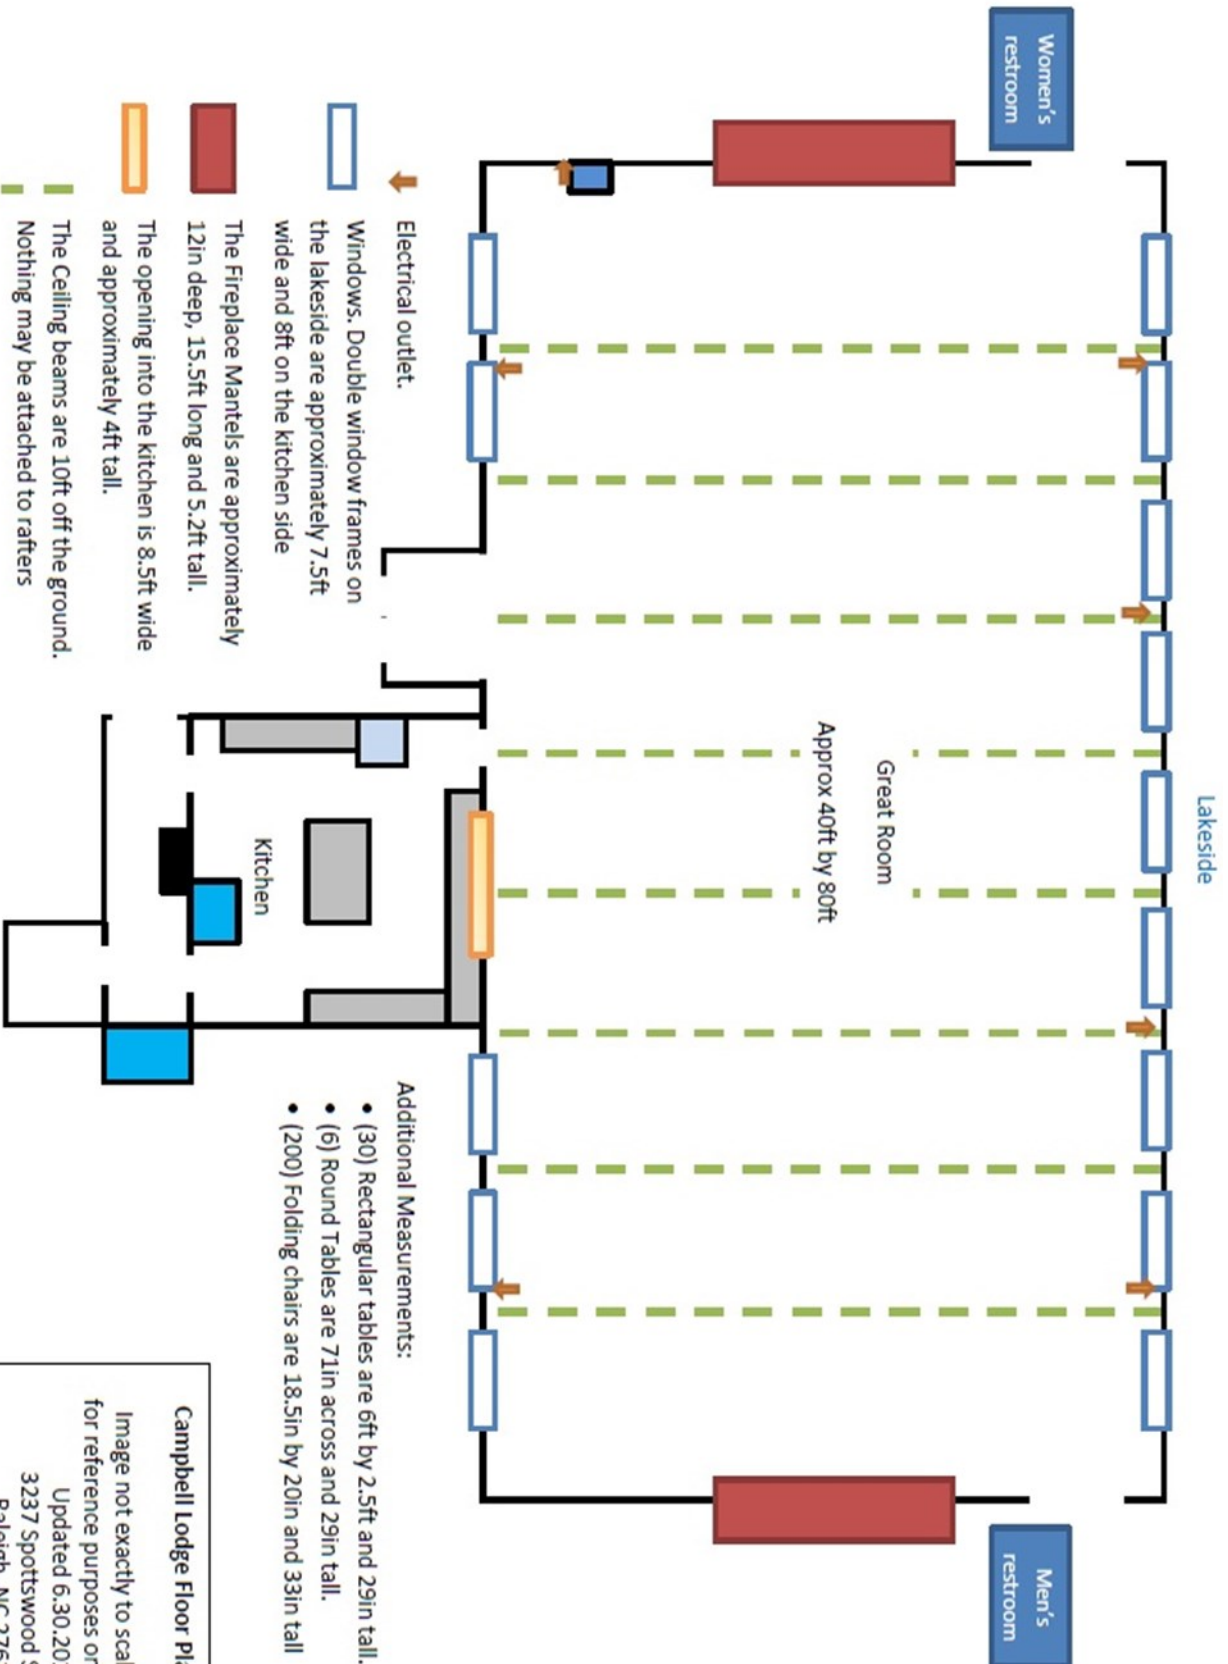 Lakeside
Women's
restroom
Men's
restroom
Great Room
Approx 40ft by 80ft
Kitchen
Electrical outlet.
Windows. Double window frames on
the lakeside are approximately 7.5ft
wide and 8ft on the kitchen side
The Fireplace Mantels are approximately
12in deep, 15.5ft long and 5.2ft tall.
The opening into the kitchen is 8.5ft wide
and approximately 4ft tall.
The Ceiling beams are 10ft off the ground.
Nothing may be attached to rafters
Additional Measurements:
• (30) Rectangular tables are 6ft by 2.5ft and 29in tall.
• (6) Round Tables are 71in across and 29in tall.
• (200) Folding chairs are 18.5in by 20in and 33in tall
Campbell Lodge Floor
Image not exactly to
for reference purposes
Updated
3237 Spottswood
Raleigh, NC